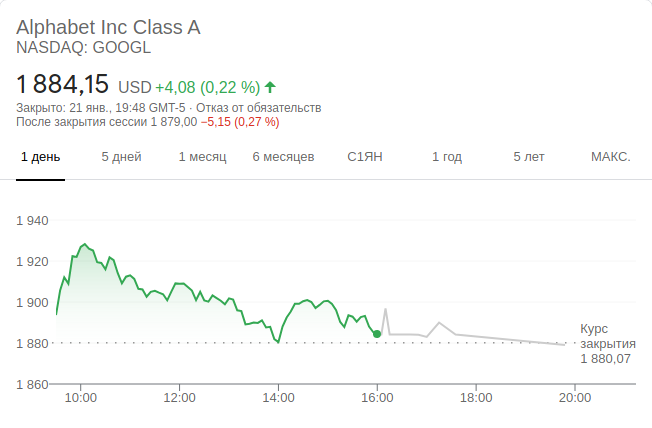 Alphabet Inc Class A
NASDAQ: GOOGL
1 884,15 USD +4,08 (0,22 %)
Закрыто: 21 янв., 19:48 GMT-5 · Отказ от обязательств
После закрытия сессии 1 879,00 −5,15 (0,27 %)
1 день 5 дней 1 месяц 6 месяцев С1ЯН 1 год 5 лет МАКС.
1 940
1 920
1 900
1 880
1 860
Курс
закрытия
1 880,07
10:00 12:00 14:00 16:00 18:00 20:00